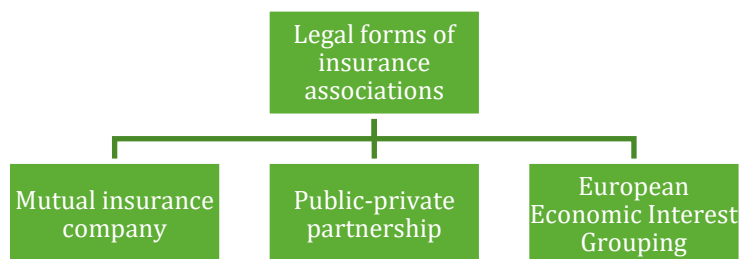 Legal forms of
insurance
associations
Mutual insurance
company
Public-private
partnership
European
Economic Interest
Grouping